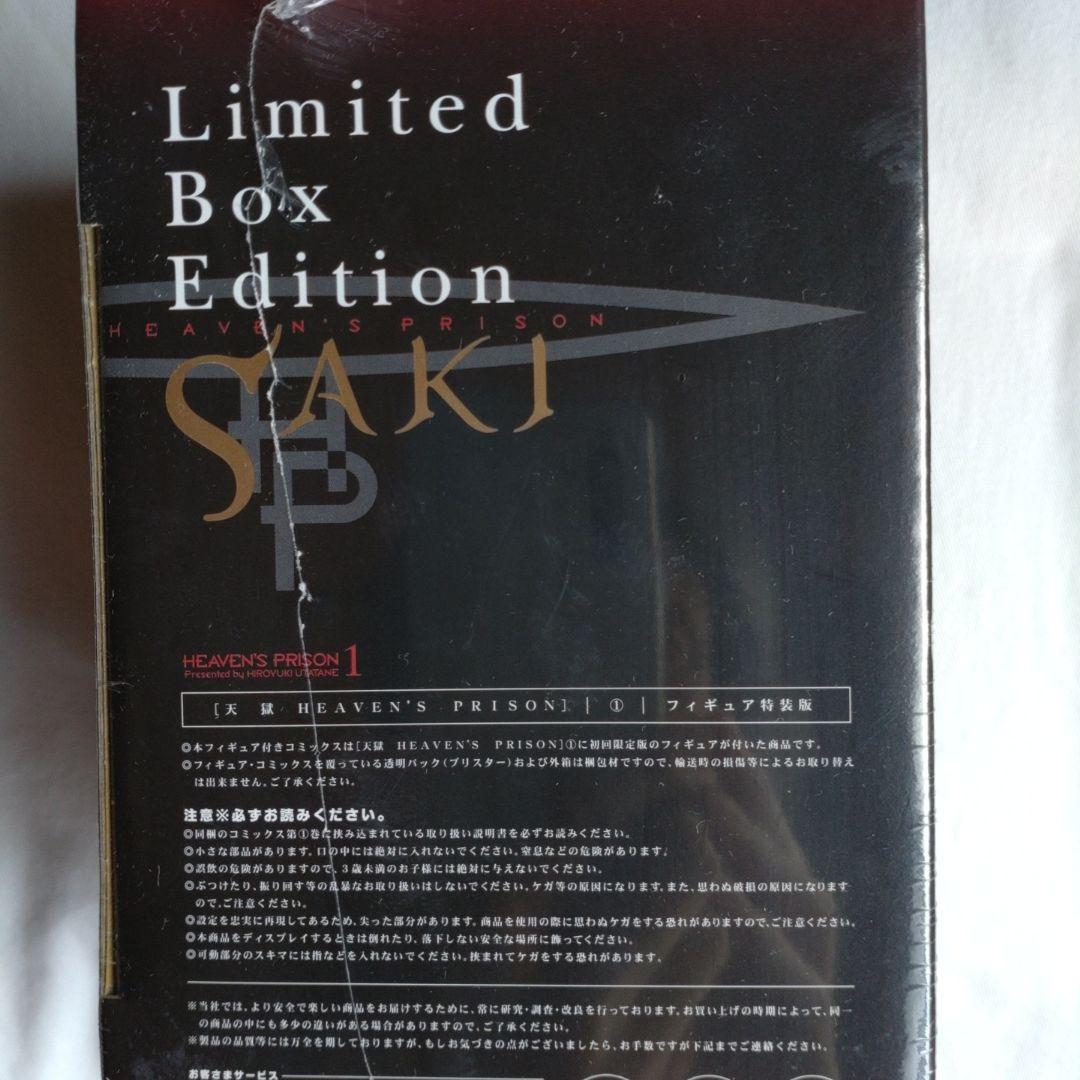 Limited
Box
Edition
HEAVEN'S PRISON
SAKI
HP
HEAVEN'S PRISON 1
Presented by HIROYUKI UTATANE
[天 獄 HEAVEN'S PRISON] | ① | フィギュア特装版
◎本フィギュア付きコミックスは[天獄 HEAVEN'S PRISON]①に初回限定版のフィギュアが付いた商品です。
◎フィギュア・コミックスを覆っている透明パック(ブリスター)および外箱は梱包材ですので、輸送時の損傷等によるお取り替え
は出来ません。ご了承ください。
注意※必ずお読みください。
◎同梱のコミックス第①巻に挟み込まれている取り扱い説明書を必ずお読みください。
◎小さな部品があります。口の中には絶対に入れないでください。窒息などの危険があります。
◎誤飲の危険がありますので、3歳未満のお子様には絶対に与えないでください。
◎ぶつけたり、振り回す等の乱暴なお取り扱いはしないでください。ケガ等の原因になります。また、思わぬ破損の原因になります
ので、ご注意ください。
◎設定を忠実に再現してあるため、尖った部分があります。商品を使用の際に思わぬケガをする恐れがありますので、ご注意ください。
◎本商品をディスプレイするときは倒れたり、落下しない安全な場所に飾ってください。
◎可動部分のスキマには指などを入れないでください。挟まれてケガをする恐れがあります。
※当社では、より安全で楽しい商品をお届けするために、常に研究・調査・改良を行っております。お買い上げの時期によって、同一
の商品の中にも多少の違いがある場合がありますので、ご了承ください。
※製品の品質等には万全を期しておりますが、もしお気づきの点がございましたら、お手数ですが下記までご連絡ください。
お客さまサービス